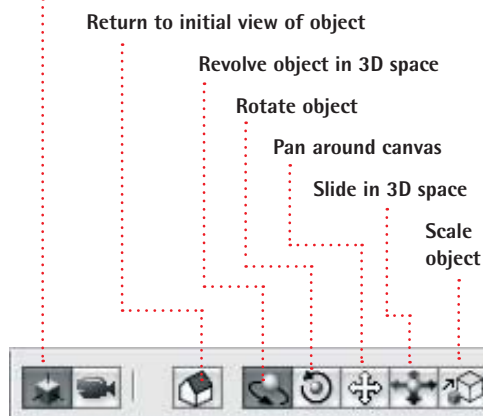 Return to initial view of object
Revolve object in 3D space
Rotate object
Pan around canvas
Slide in 3D space
Scale
object